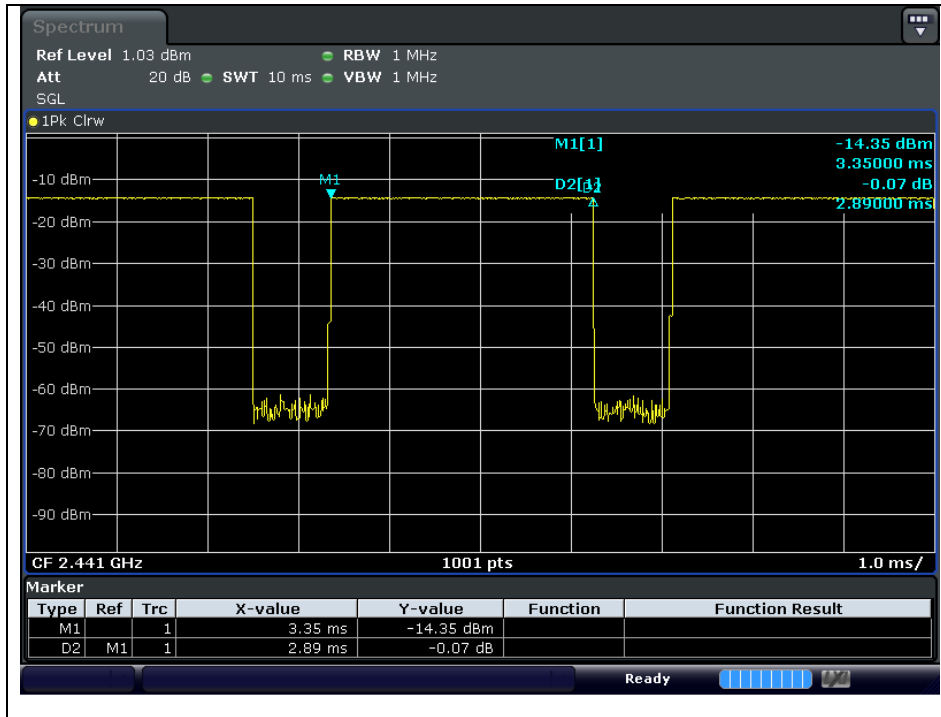 Spectrum
Ref Level 1.03 dBm RBW 1 MHz
Att 20 dB SWT 10 ms VBW 1 MHz
SGL
1Pk Clrw
M1[1] -14.35 dBm
3.35000 ms
D2[1] -0.07 dB
2.89000 ms
M1
D2
-10 dBm
-20 dBm
-30 dBm
-40 dBm
-50 dBm
-60 dBm
-70 dBm
-80 dBm
-90 dBm
CF 2.441 GHz 1001 pts 1.0 ms/
Marker
Type Ref Trc X-value Y-value Function Function Result
M1 1 3.35 ms -14.35 dBm
D2 M1 1 2.89 ms -0.07 dB
Ready